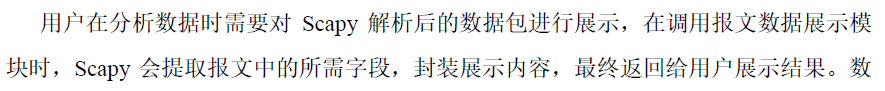 用户在分析数据时需要对 Scapy 解析后的数据包进行展示，在调用报文数据展示模
块时，Scapy 会提取报文中的所需字段，封装展示内容，最终返回给用户展示结果。数